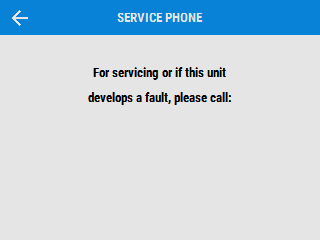 SERVICE PHONE
For servicing or if this unit
develops a fault, please call: